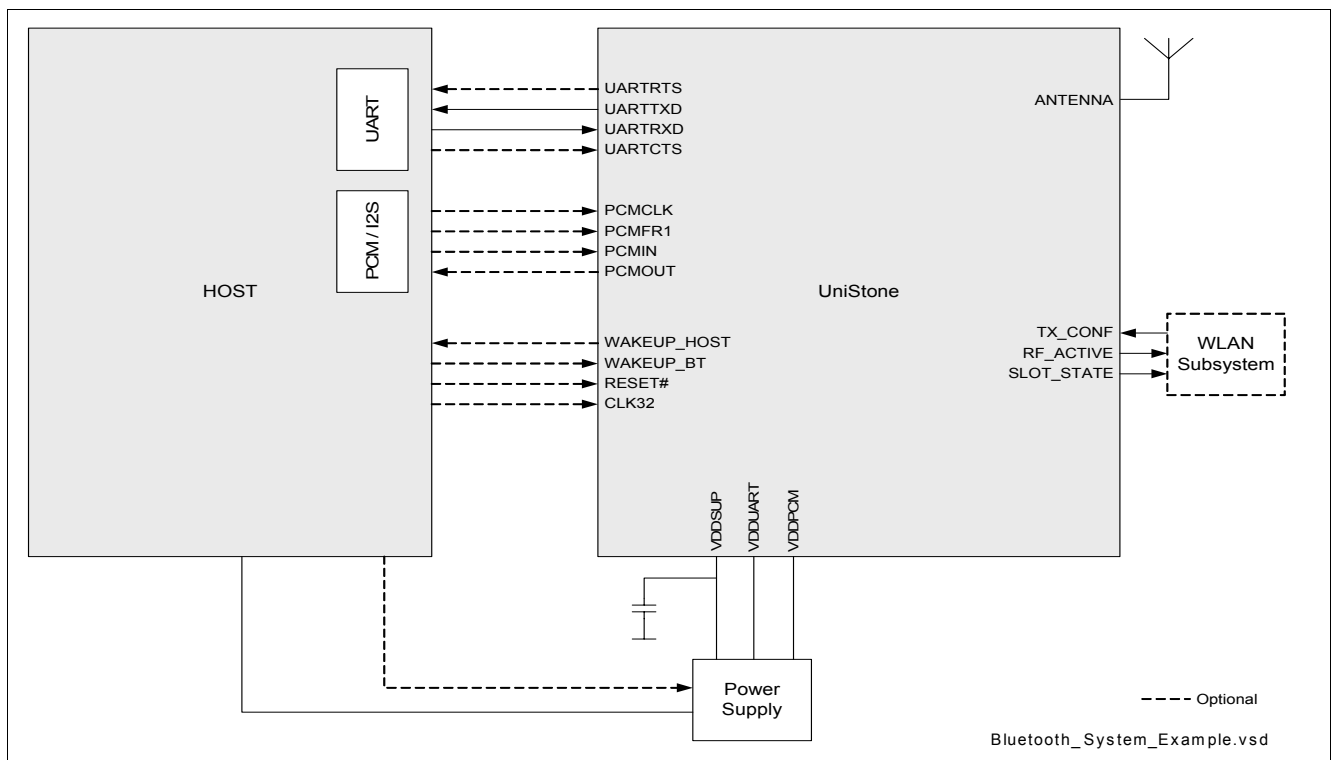 UART
PCM / I2S
HOST
UARTRTS
UARTTXD
UARTRXD
UARTCTS
PCMCLK
PCMFR1
PCMIN
PCMOUT
WAKEUP_HOST
WAKEUP_BT
RESET#
CLK32
UniStone
ANTENNA
TX_CONF
RF_ACTIVE
SLOT_STATE
WLAN
Subsystem
VDDSUP
VDDUART
VDDPCM
Power
Supply
Optional
Bluetooth_System_Example.vsd